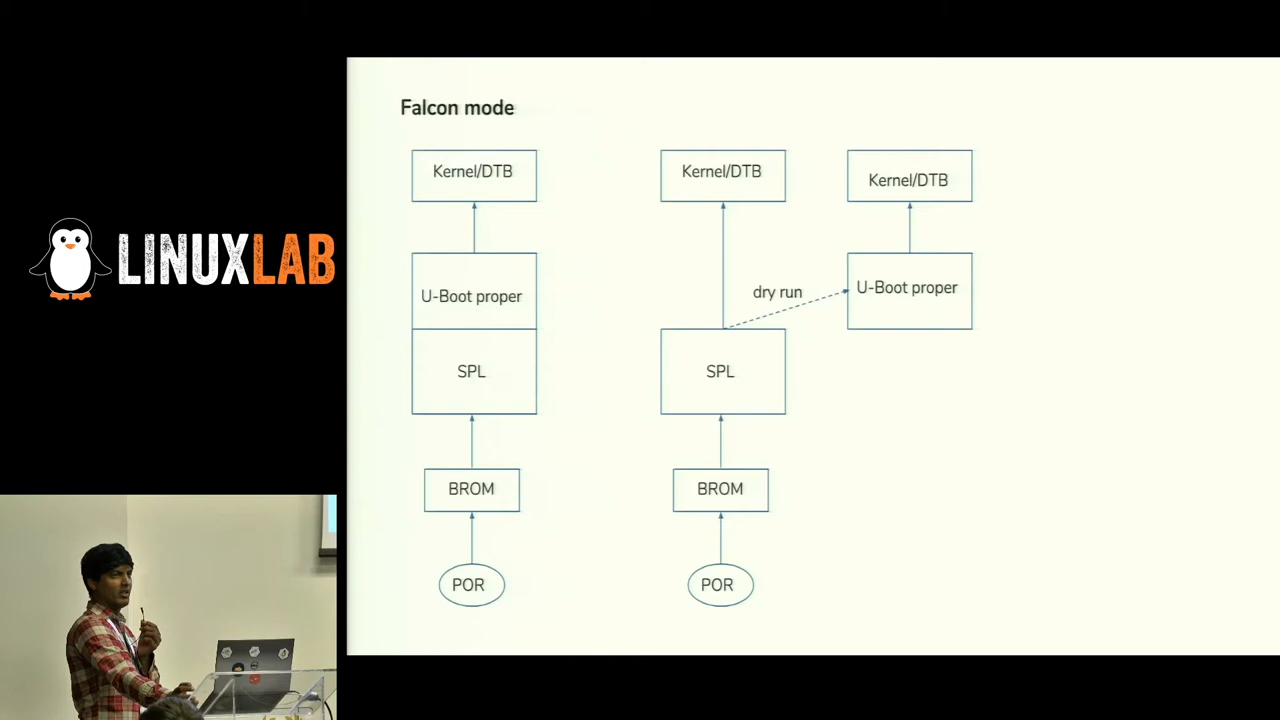 LINUXLAB
Falcon mode
Kernel/DTB
U-Boot proper
SPL
BROM
POR
Kernel/DTB
dry run
SPL
BROM
POR
Kernel/DTB
U-Boot proper